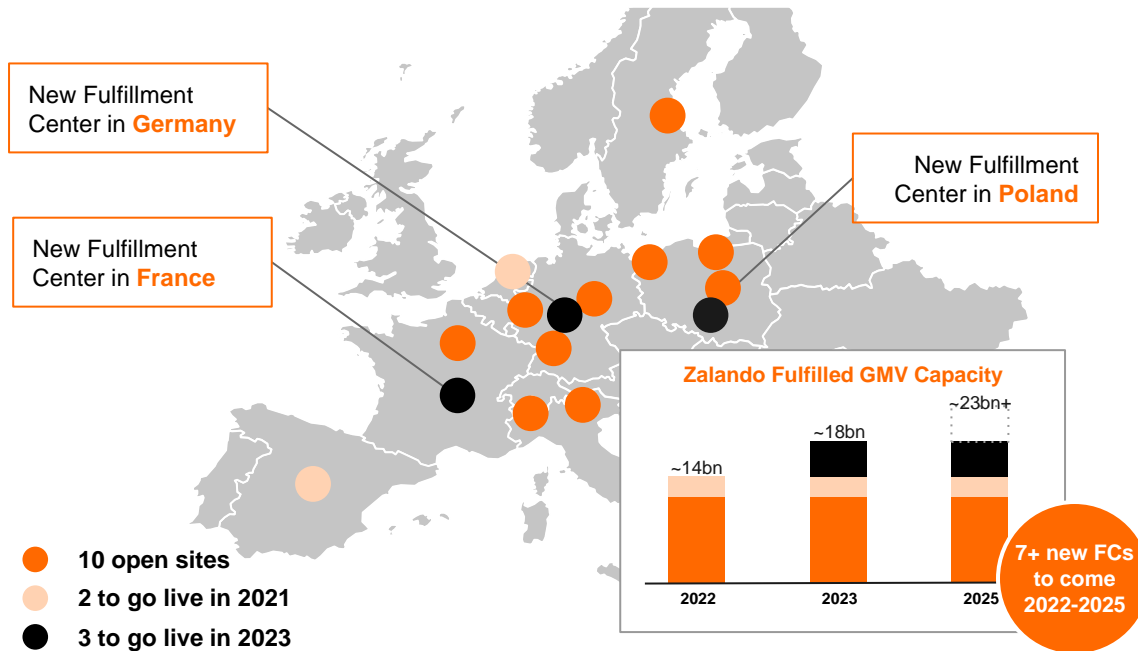 New Fulfillment
Center in Germany
New Fulfillment
Center in Poland
New Fulfillment
Center in France
Zalando Fulfilled GMV Capacity
~14bn
~18bn
~23bn+
2022
2023
2025
7+ new FCs
to come
2022-2025
10 open sites
2 to go live in 2021
3 to go live in 2023